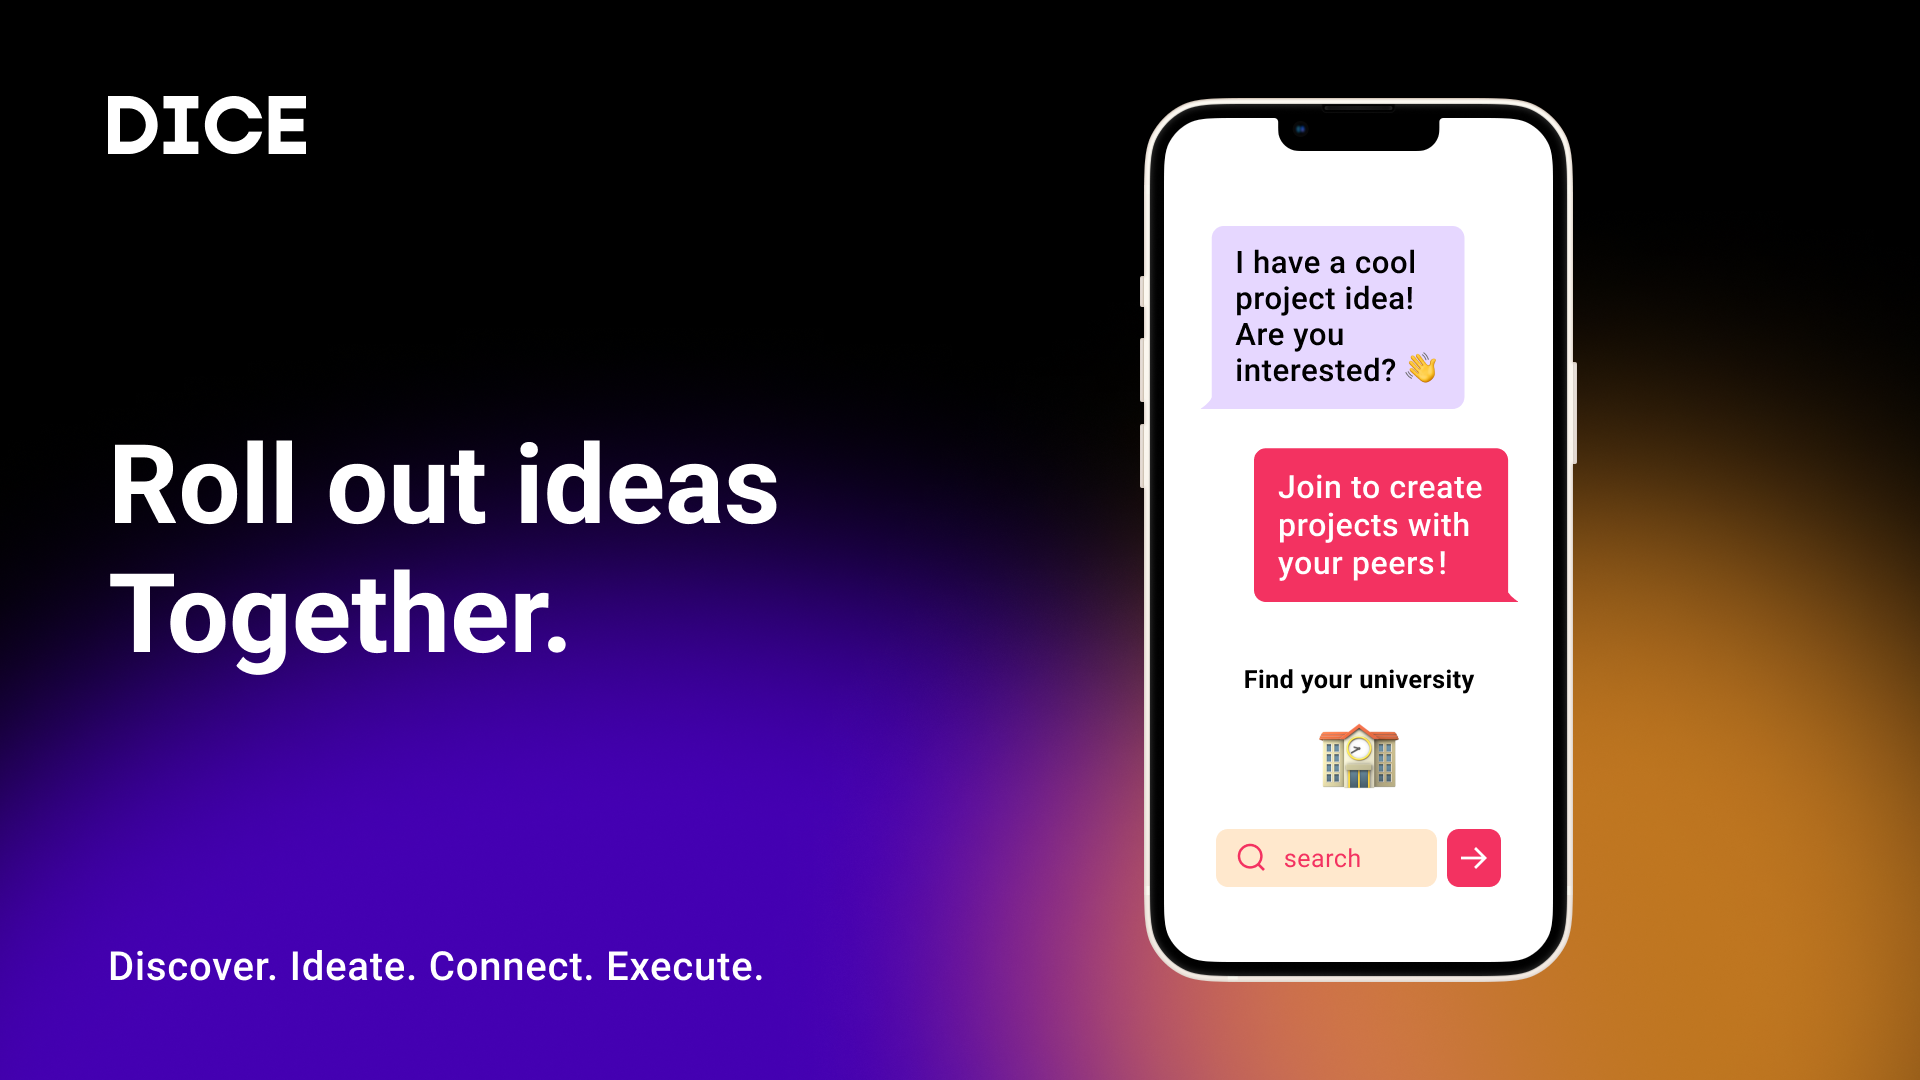 DICE
Roll out ideas
Together.
Discover. Ideate. Connect. Execute.
I have a cool
project idea!
Are you
interested? 👋
Join to create
projects with
your peers!
Find your university
search